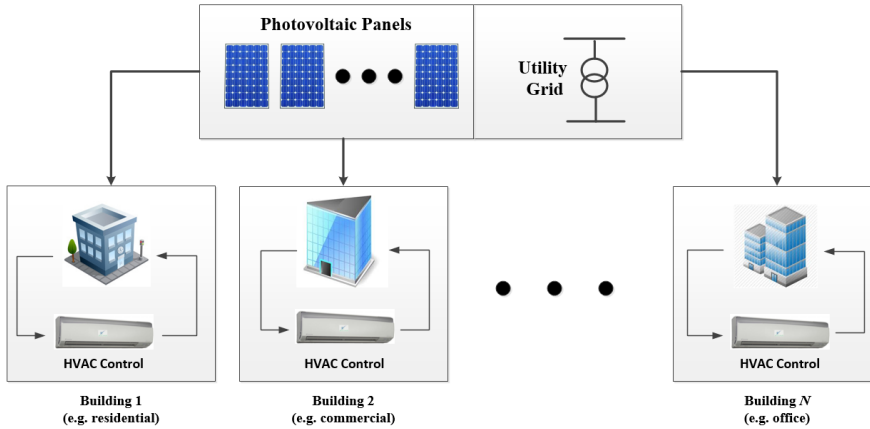 Photovoltaic Panels
Utility
Grid
HVAC Control
HVAC Control
HVAC Control
Building 1
(e.g. residential)
Building 2
(e.g. commercial)
Building N
(e.g. office)